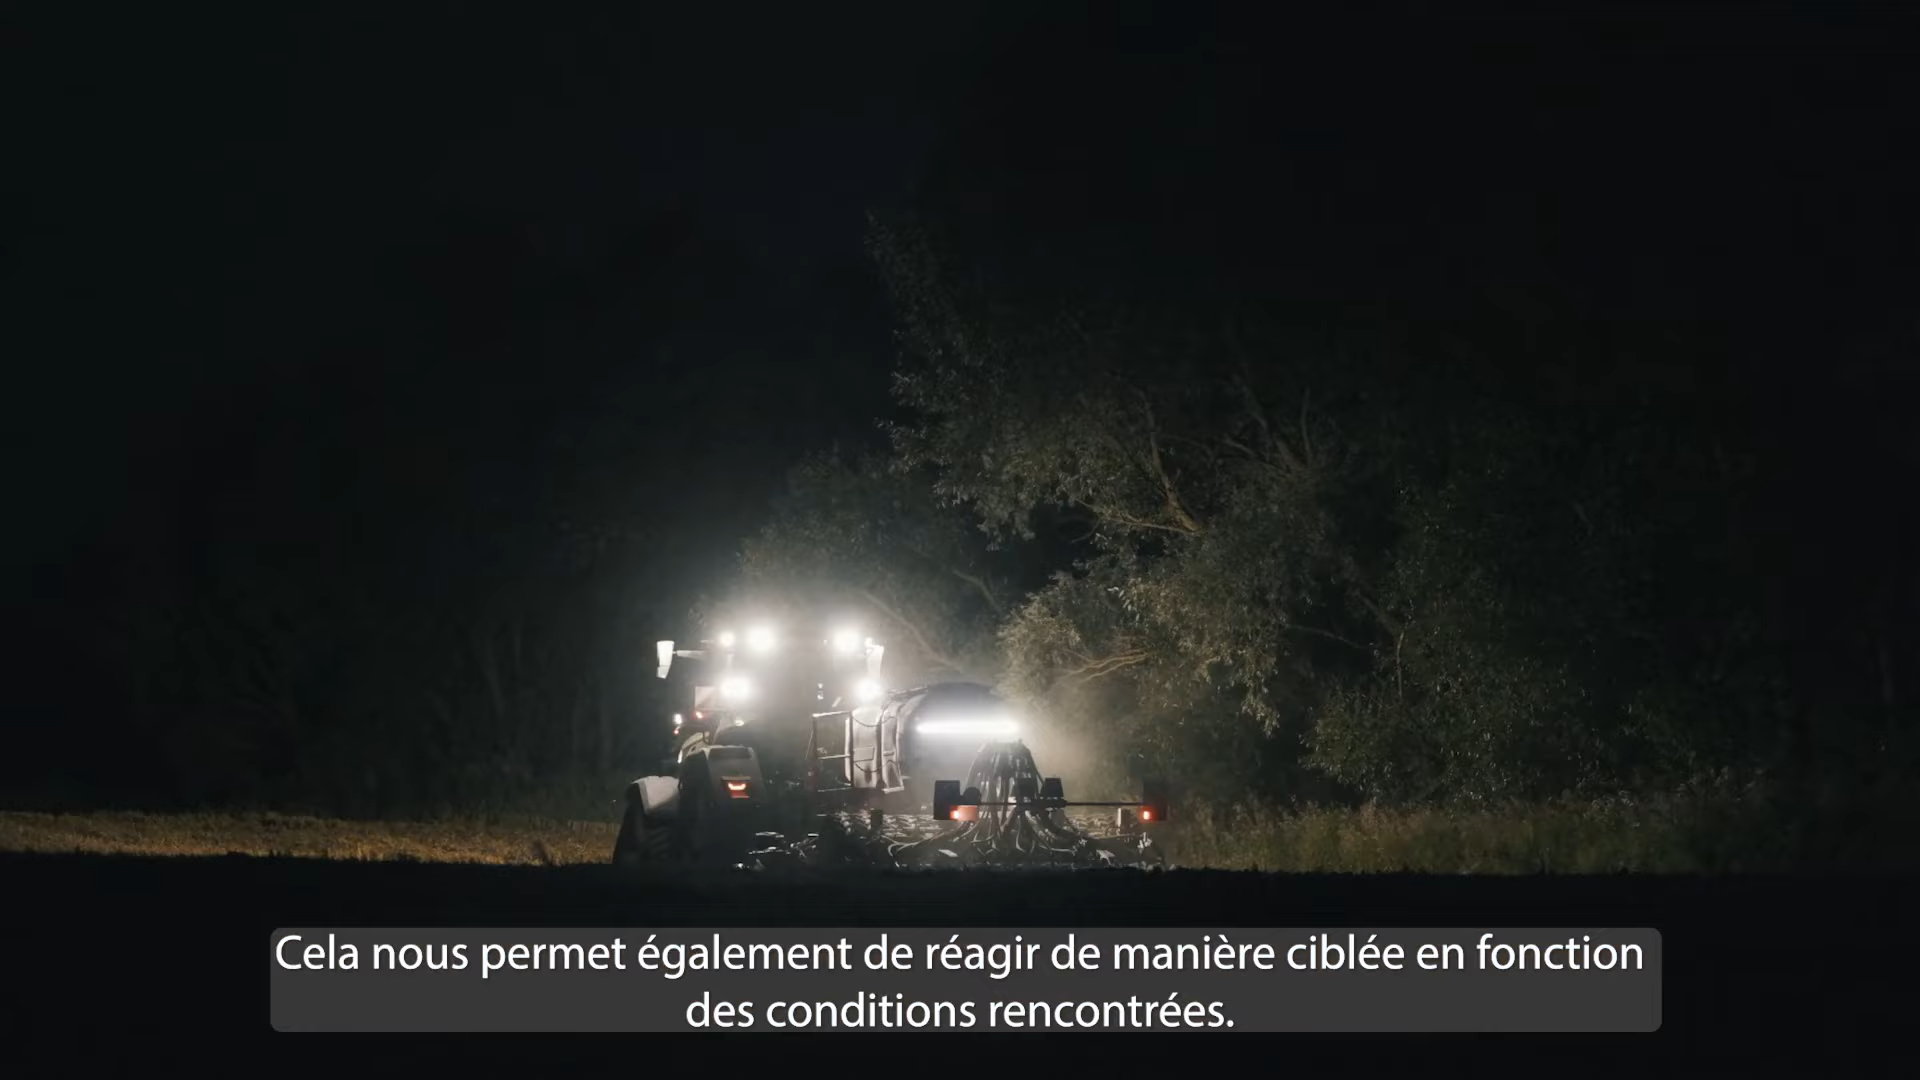 Cela nous permet également de réagir de manière ciblée en fonction
des conditions rencontrées.